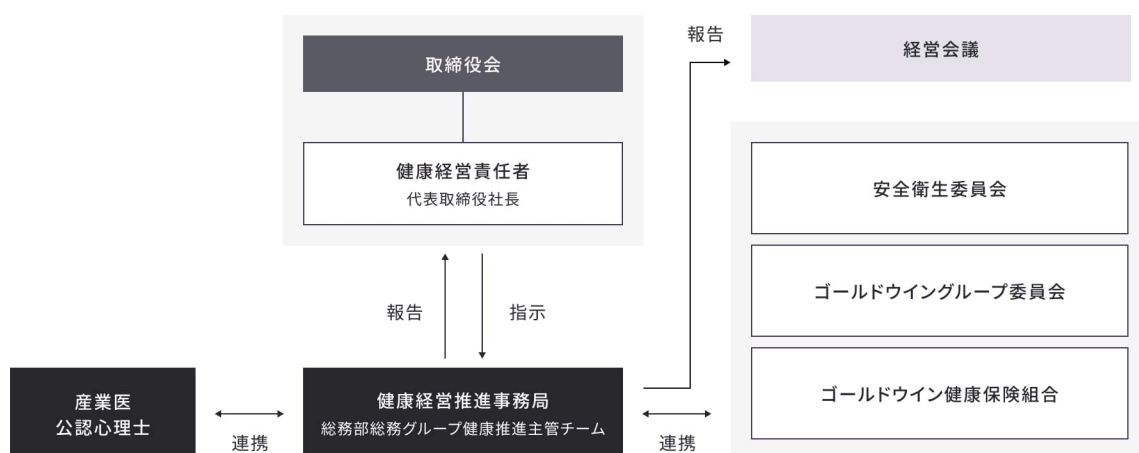 取締役会
健康経営責任者
代表取締役社長
報告
経営会議
安全衛生委員会
ゴールドウイングループ委員会
ゴールドウイン健康保険組合
報告
指示
産業医
公認心理士
連携
健康経営推進事務局
総務部総務グループ健康推進主管チーム
連携